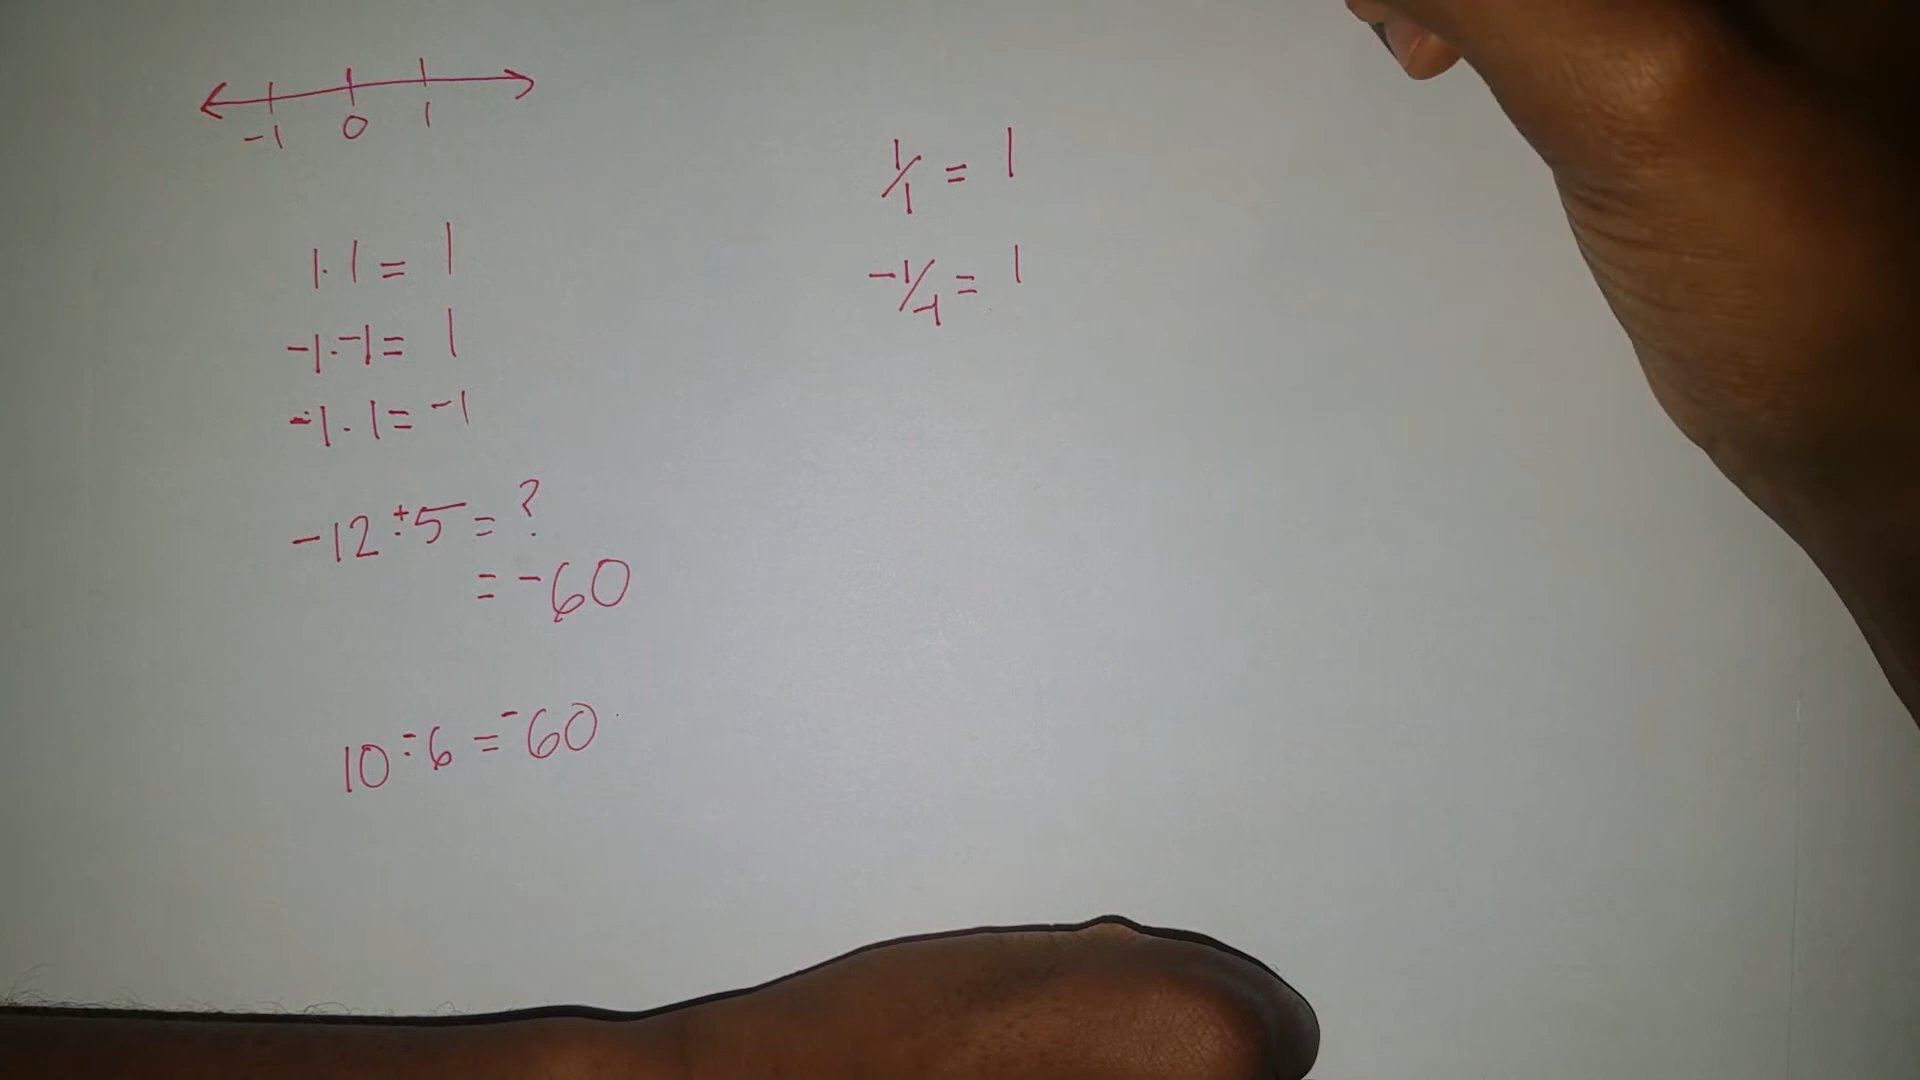 -1 0 1
1·1 = 1
-1·-1 = 1
-1·1 = -1
-12·⁺5 = ?
= -60
10·⁻6 = ⁻60
1/1 = 1
-1/-1 = 1